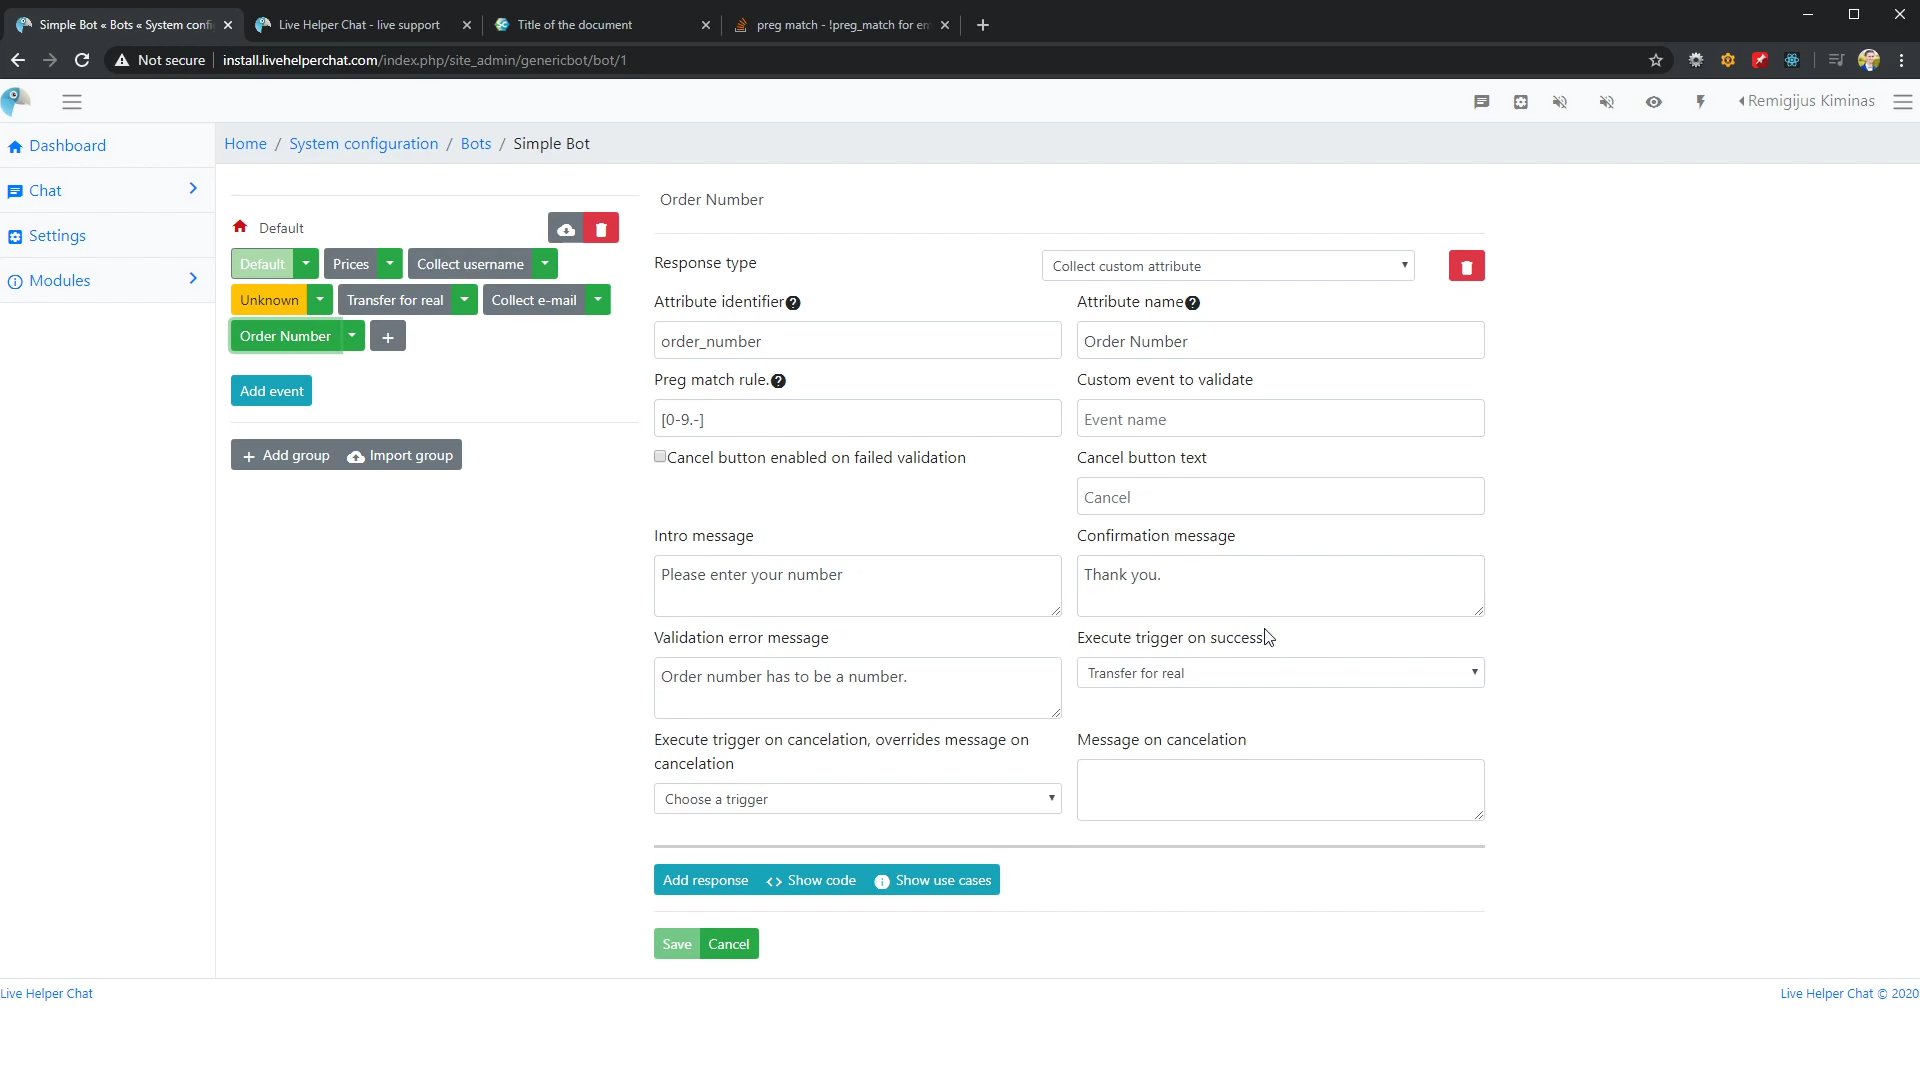 Simple Bot « Bots « System confi
Live Helper Chat - live support
Title of the document
preg match - !preg_match for em
Not secure
install.livehelperchat.com/index.php/site_admin/genericbot/bot/1
Remigijus Kiminas
Dashboard
Chat
Settings
Modules
Home / System configuration / Bots / Simple Bot
Default
Default
Prices
Collect username
Unknown
Transfer for real
Collect e-mail
Order Number
+
Add event
+ Add group
Import group
Order Number
Response type
Collect custom attribute
Attribute identifier
Attribute name
order_number
Order Number
Preg match rule.
Custom event to validate
[0-9.-]
Event name
Cancel button enabled on failed validation
Cancel button text
Cancel
Intro message
Confirmation message
Please enter your number
Thank you.
Validation error message
Execute trigger on success
Order number has to be a number.
Transfer for real
Execute trigger on cancelation, overrides message on
cancelation
Message on cancelation
Choose a trigger
Add response
<> Show code
Show use cases
Save
Cancel
Live Helper Chat
Live Helper Chat © 2020